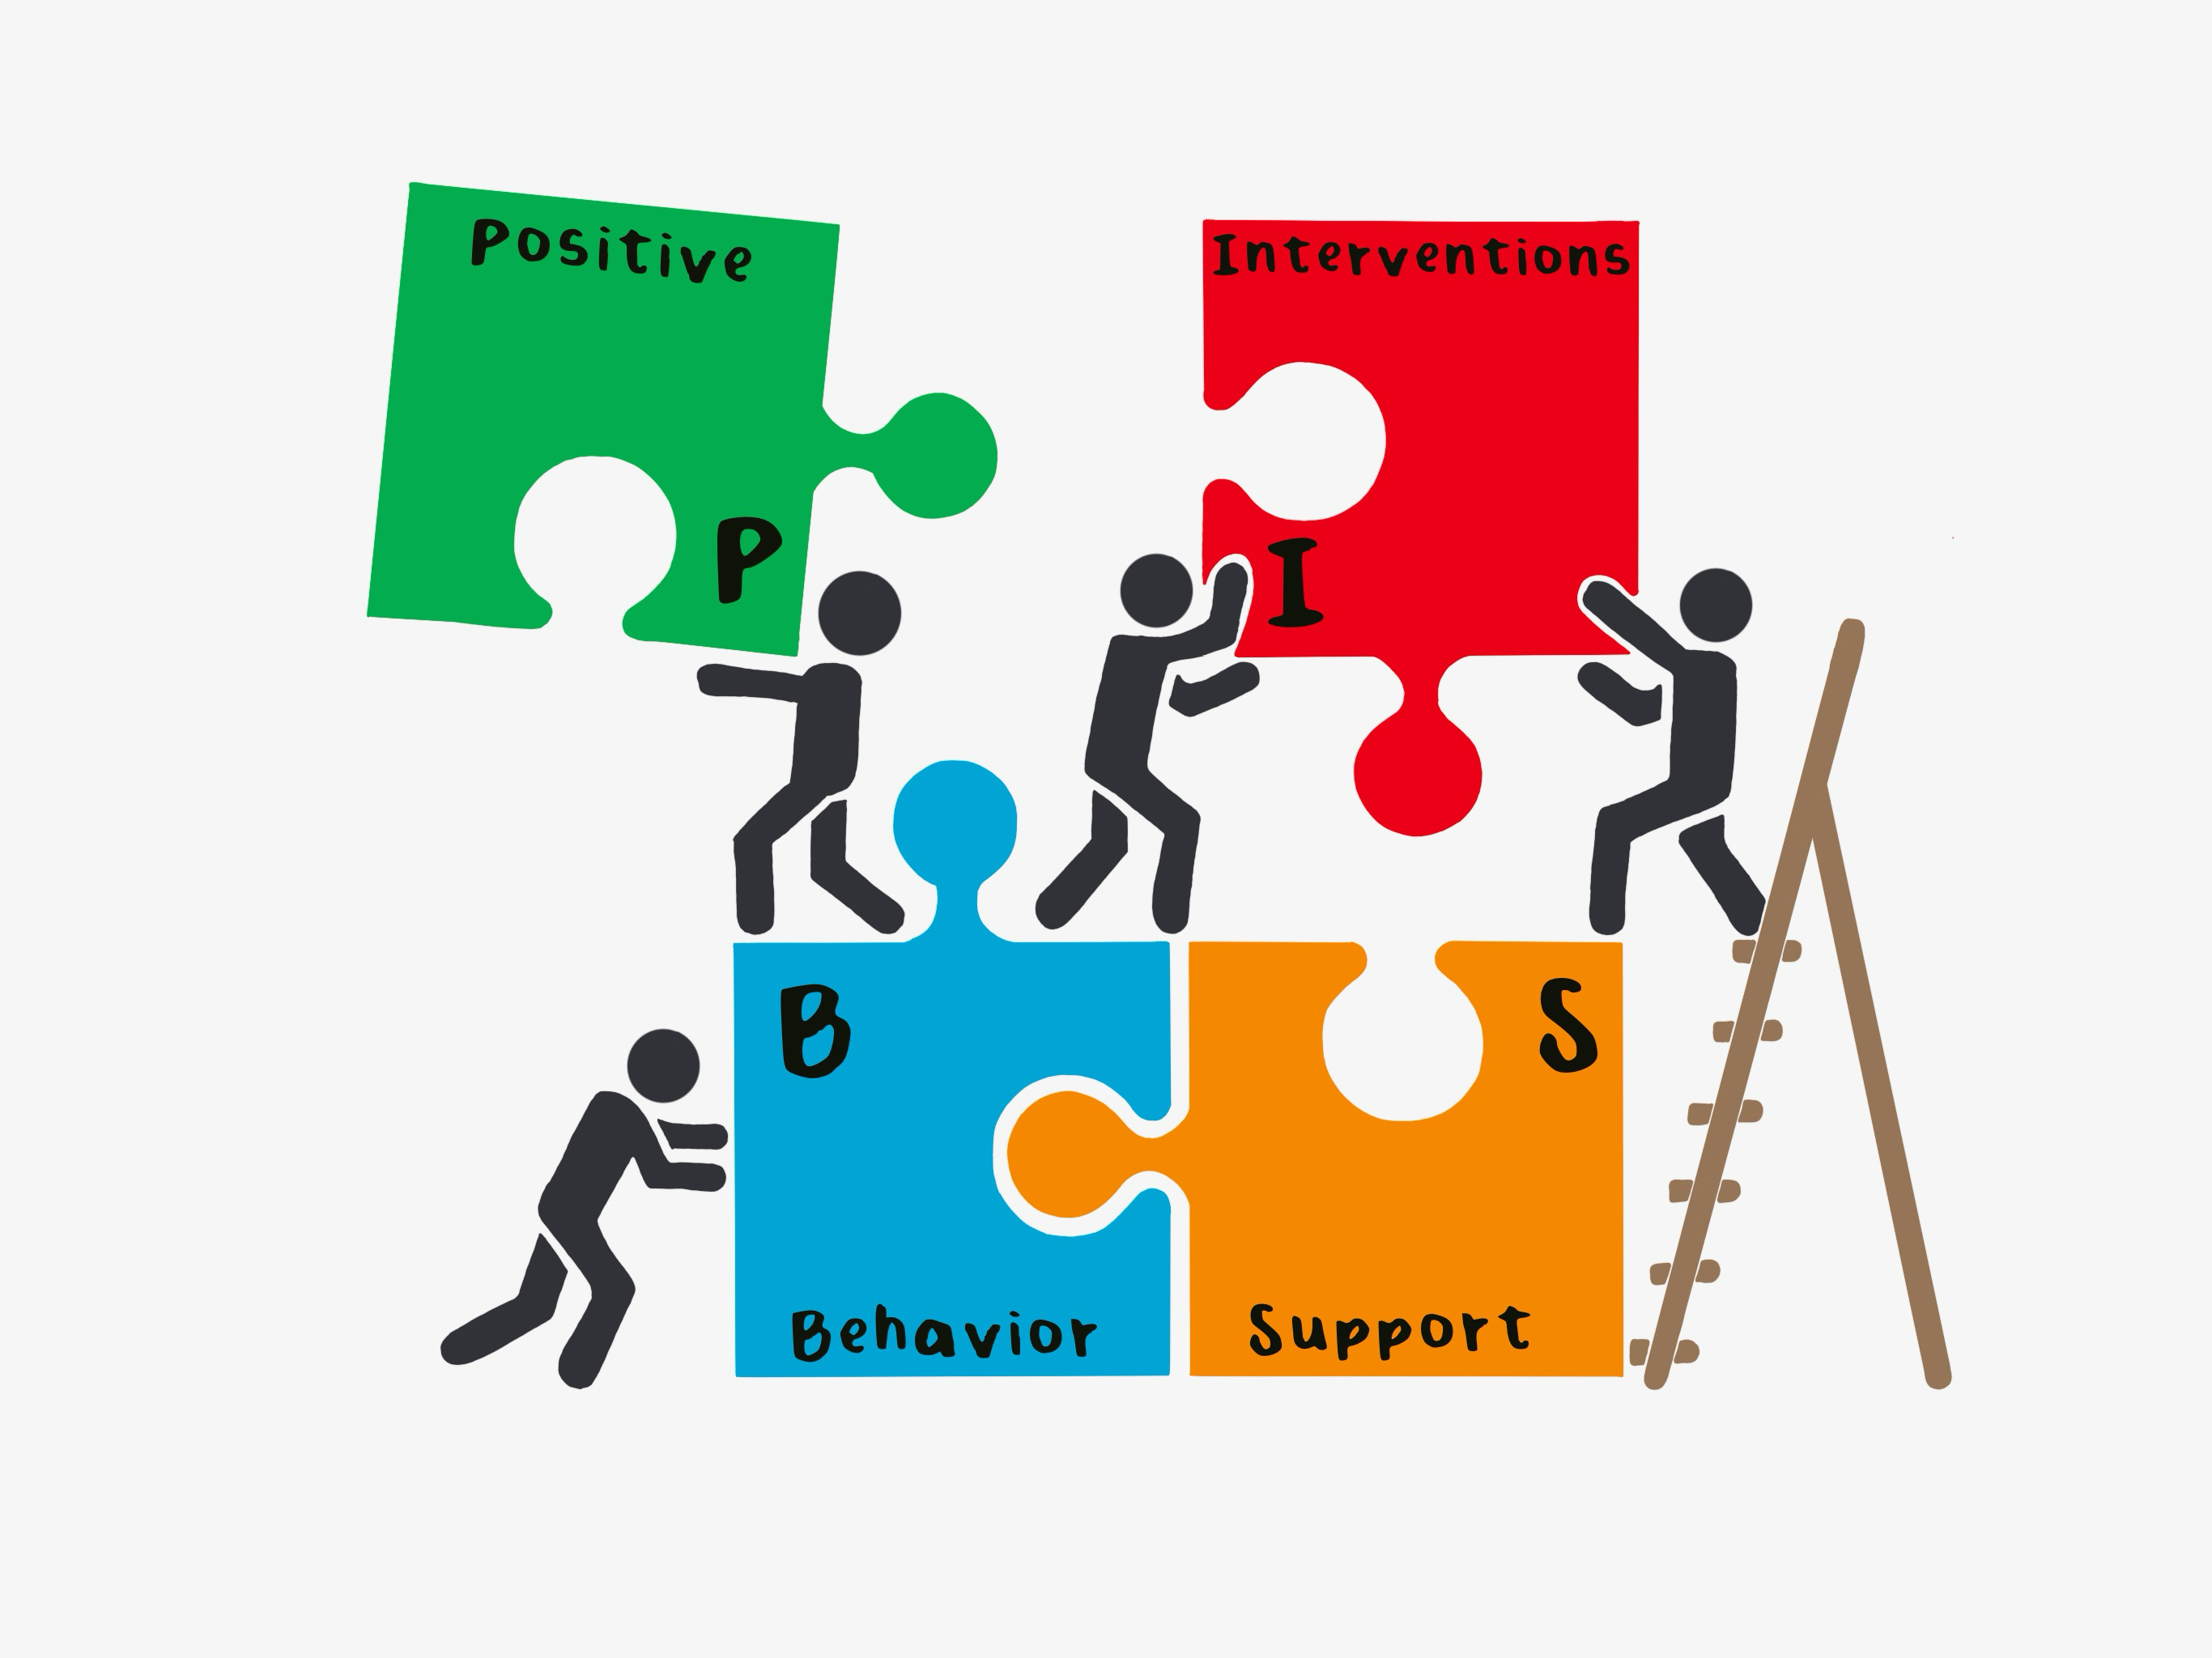 Positive
P
Interventions
I
B
Behavior
S
Support